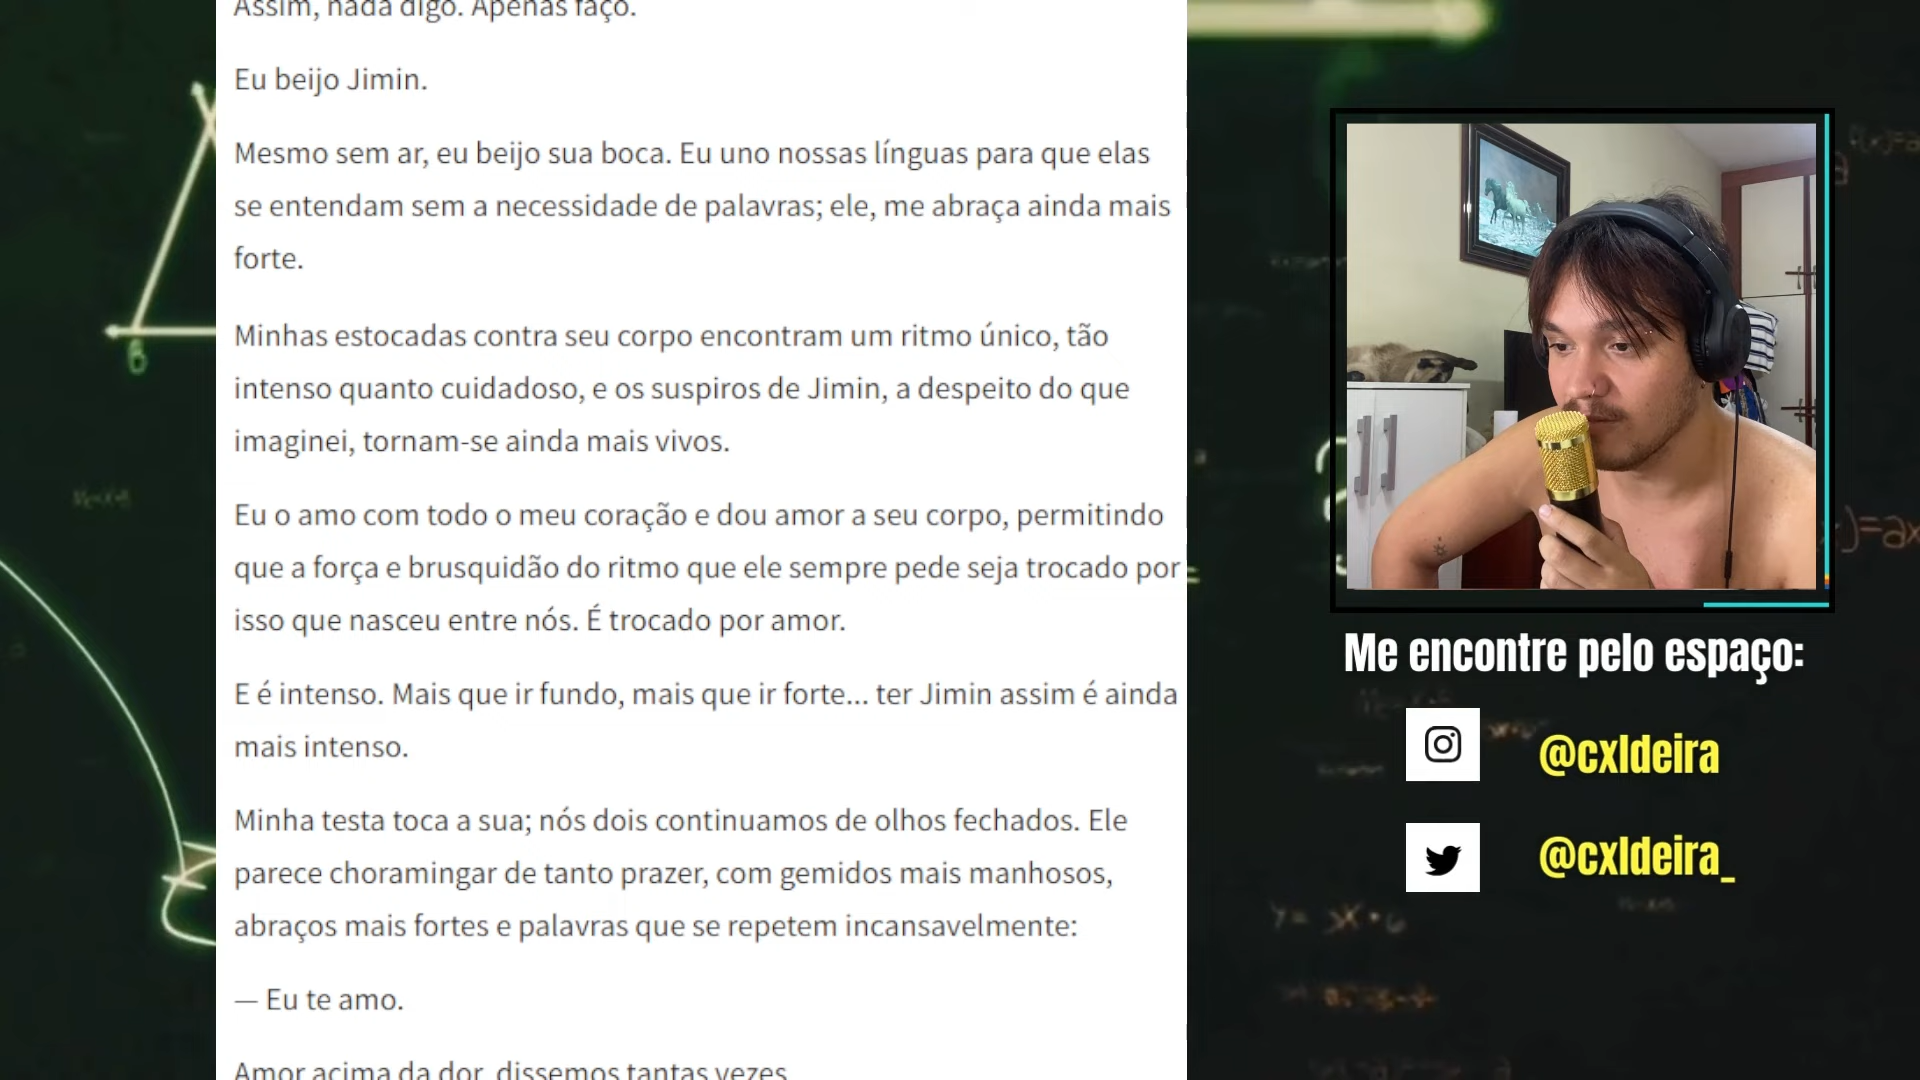 Assim, nada digo. Apenas faço.
Eu beijo Jimin.
Mesmo sem ar, eu beijo sua boca. Eu uno nossas línguas para que elas
se entendam sem a necessidade de palavras; ele, me abraça ainda mais
forte.
Minhas estocadas contra seu corpo encontram um ritmo único, tão
intenso quanto cuidadoso, e os suspiros de Jimin, a despeito do que
imaginei, tornam-se ainda mais vivos.
Eu o amo com todo o meu coração e dou amor a seu corpo, permitindo
que a força e brusquidão do ritmo que ele sempre pede seja trocado por
isso que nasceu entre nós. É trocado por amor.
E é intenso. Mais que ir fundo, mais que ir forte... ter Jimin assim é ainda
mais intenso.
Minha testa toca a sua; nós dois continuamos de olhos fechados. Ele
parece choramingar de tanto prazer, com gemidos mais manhosos,
abraços mais fortes e palavras que se repetem incansavelmente:
— Eu te amo.
Amor acima da dor, dissemos tantas vezes
Me encontre pelo espaço:
@cxldeira
@cxldeira_